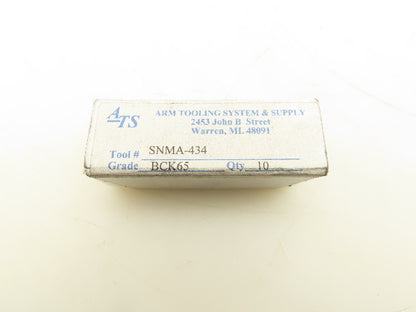 ATS
ARM TOOLING SYSTEM & SUPPLY
2453 John B Street
Warren, MI. 48091
Tool # SNMA-434
Grade BCK65 Qty 10